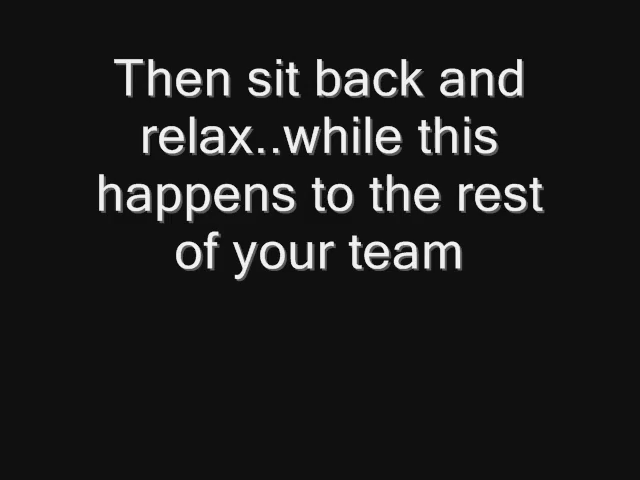 Then sit back and
relax..while this
happens to the rest
of your team